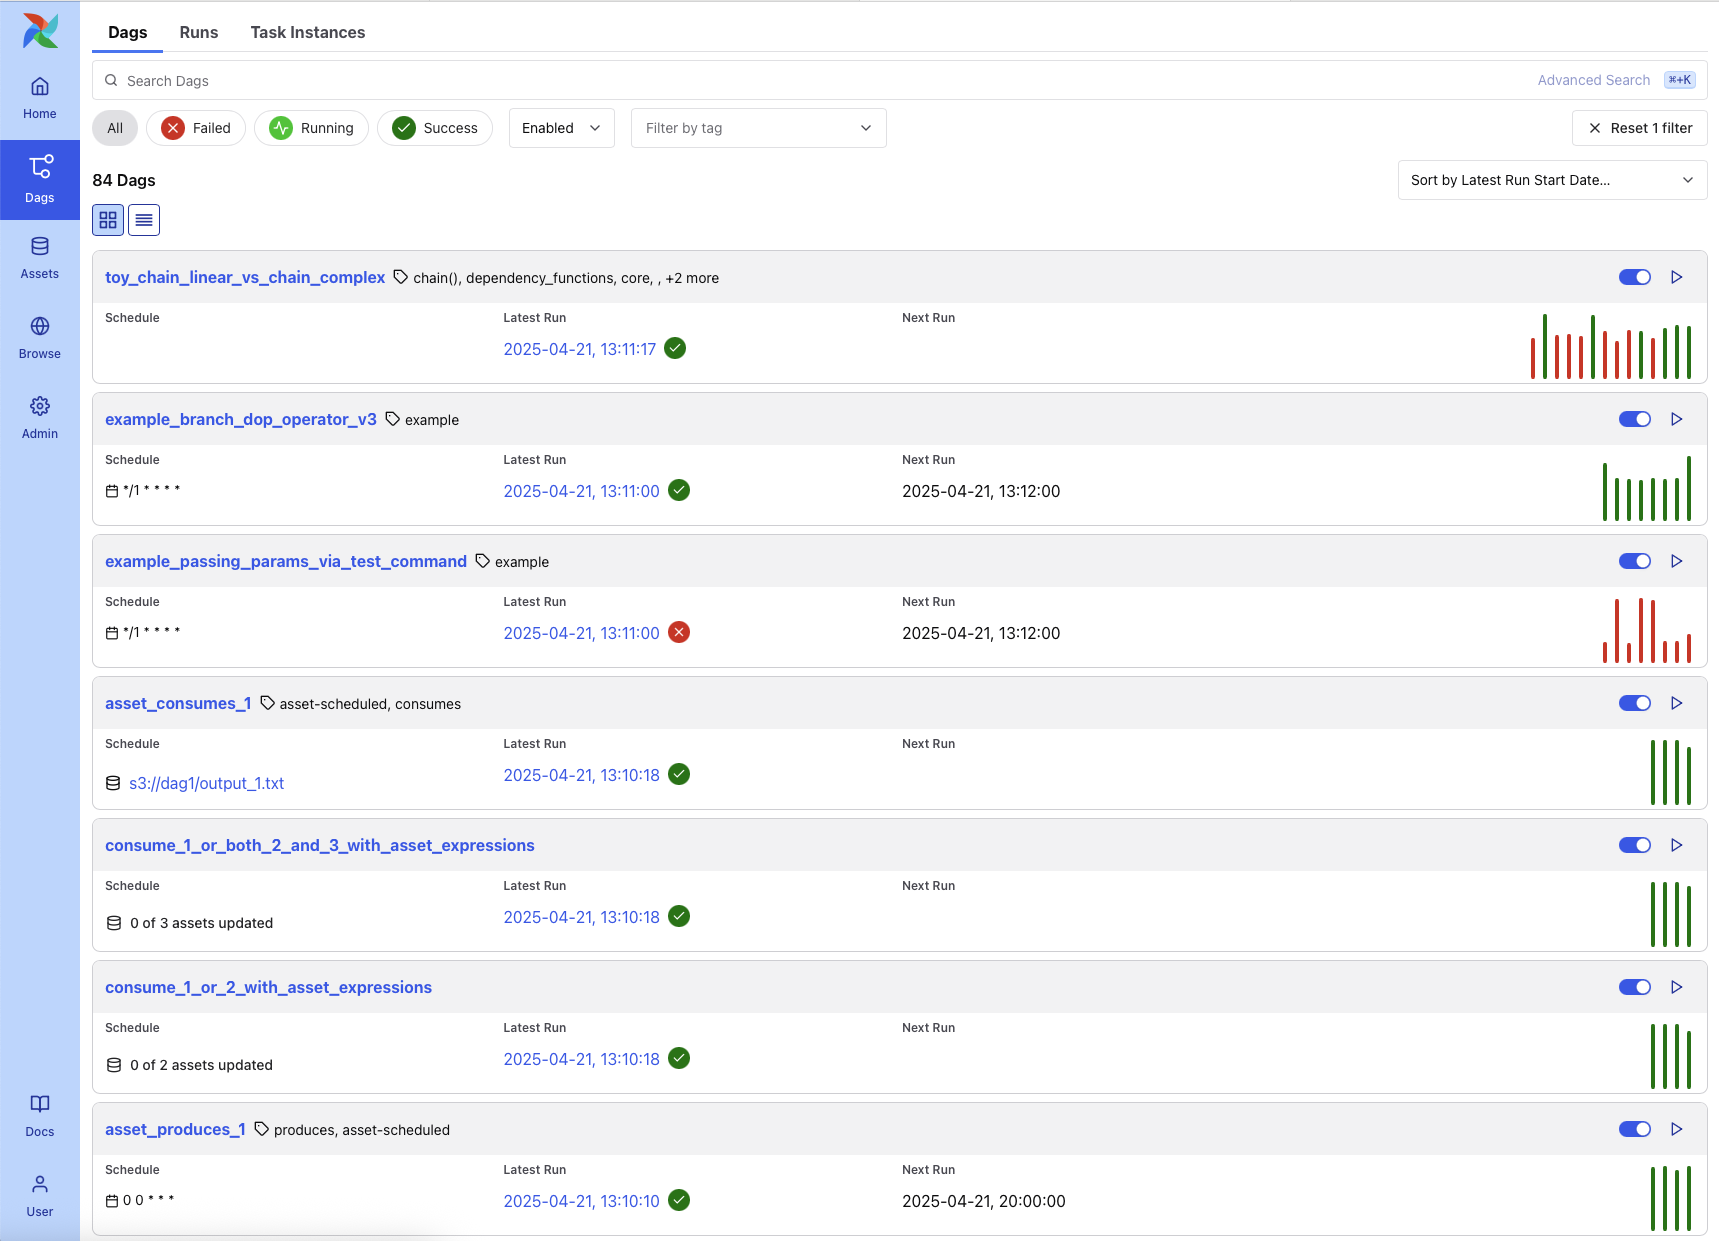 Dags Runs Task Instances
Search Dags Advanced Search ⌘+K
All Failed Running Success Enabled Filter by tag Reset 1 filter
84 Dags Sort by Latest Run Start Date...
Home
Dags
Assets
Browse
Admin
Docs
User
toy_chain_linear_vs_chain_complex chain(), dependency_functions, core, , +2 more
Schedule Latest Run Next Run
2025-04-21, 13:11:17
example_branch_dop_operator_v3 example
Schedule Latest Run Next Run
*/1 * * * * 2025-04-21, 13:11:00 2025-04-21, 13:12:00
example_passing_params_via_test_command example
Schedule Latest Run Next Run
*/1 * * * * 2025-04-21, 13:11:00 2025-04-21, 13:12:00
asset_consumes_1 asset-scheduled, consumes
Schedule Latest Run Next Run
s3://dag1/output_1.txt 2025-04-21, 13:10:18
consume_1_or_both_2_and_3_with_asset_expressions
Schedule Latest Run Next Run
0 of 3 assets updated 2025-04-21, 13:10:18
consume_1_or_2_with_asset_expressions
Schedule Latest Run Next Run
0 of 2 assets updated 2025-04-21, 13:10:18
asset_produces_1 produces, asset-scheduled
Schedule Latest Run Next Run
0 0 * * * 2025-04-21, 13:10:10 2025-04-21, 20:00:00